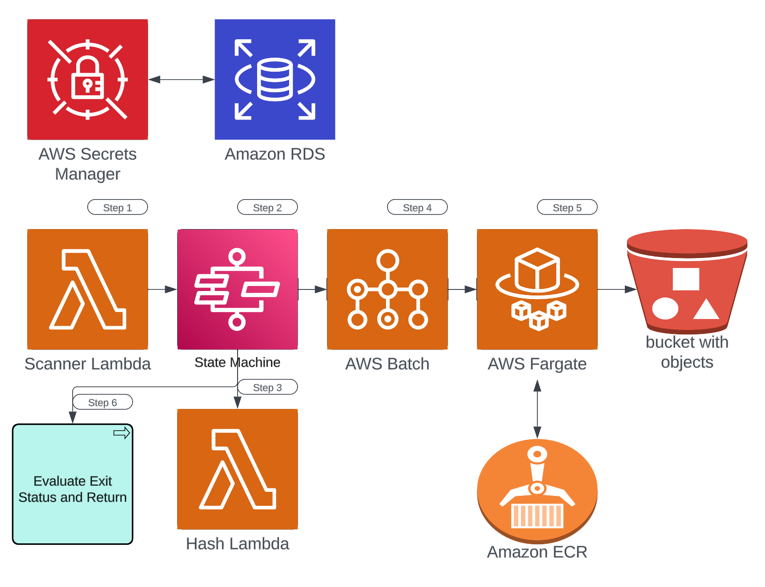 AWS Secrets
Manager
Amazon RDS
Step 1
Step 2
Step 4
Step 5
Scanner Lambda
State Machine
AWS Batch
AWS Fargate
bucket with
objects
Step 3
Step 6
Evaluate Exit
Status and Return
Hash Lambda
Amazon ECR